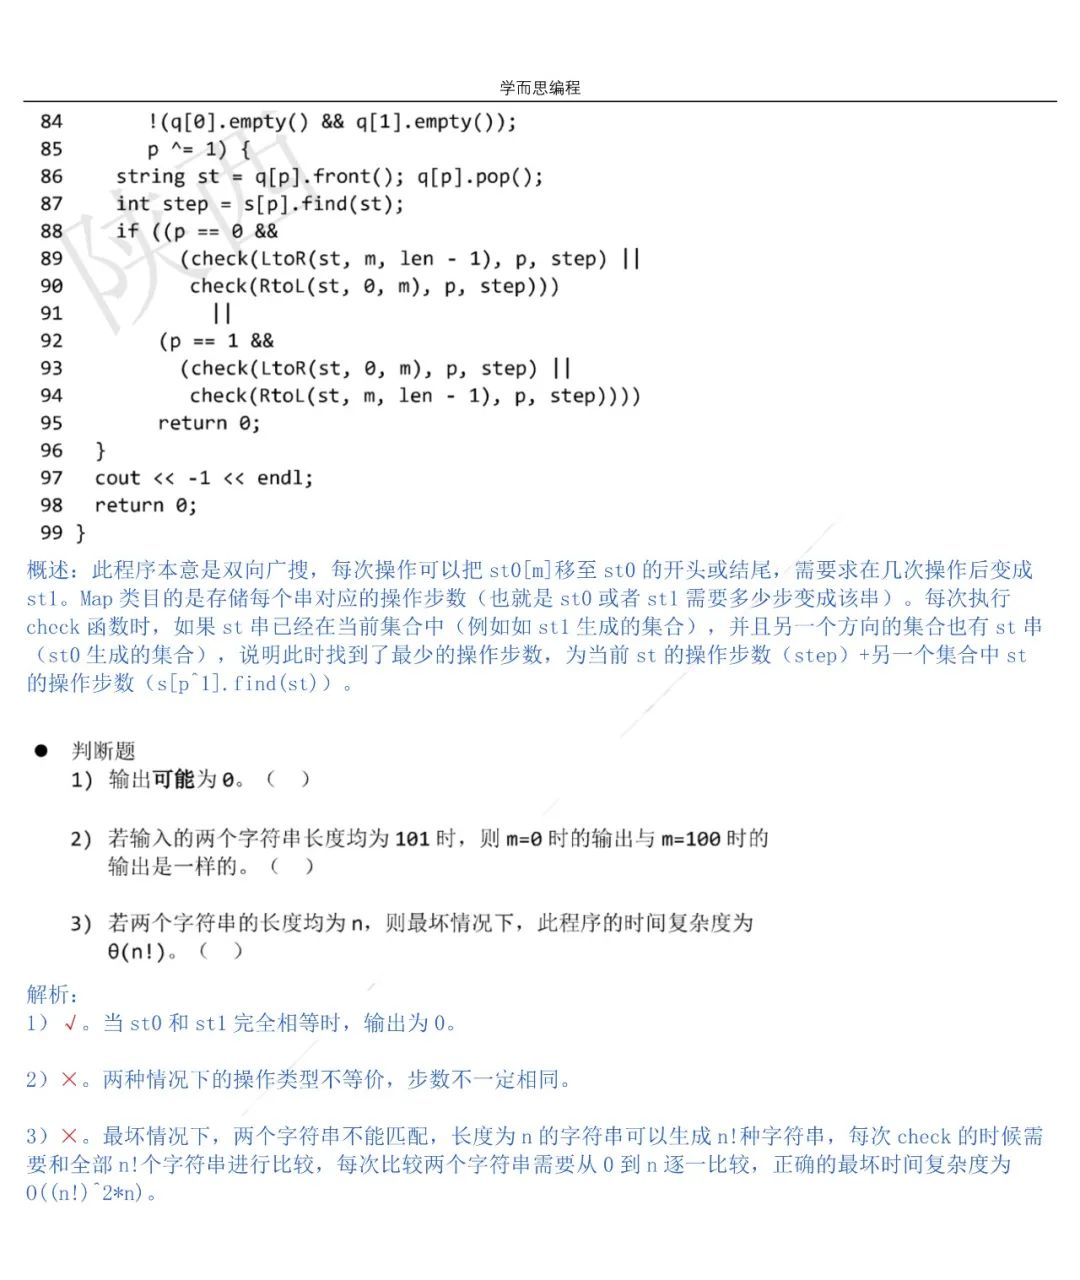 学而思编程
84 !(q[0].empty() && q[1].empty());
85 p ^= 1) {
86 string st = q[p].front(); q[p].pop();
87 int step = s[p].find(st);
88 if ((p == 0 &&
89 (check(LtoR(st, m, len - 1), p, step) ||
90 check(RtoL(st, 0, m), p, step)))
91 ||
92 (p == 1 &&
93 (check(LtoR(st, 0, m), p, step) ||
94 check(RtoL(st, m, len - 1), p, step))))
95 return 0;
96 }
97 cout << -1 << endl;
98 return 0;
99 }
陕西
概述：此程序本意是双向广搜，每次操作可以把 st0[m]移至 st0 的开头或结尾，需要求在几次操作后变成
st1。Map 类目的是存储每个串对应的操作步数（也就是 st0 或者 st1 需要多少步变成该串）。每次执行
check 函数时，如果 st 串已经在当前集合中（例如如 st1 生成的集合），并且另一个方向的集合也有 st 串
（st0 生成的集合），说明此时找到了最少的操作步数，为当前 st 的操作步数（step）+另一个集合中 st
的操作步数（s[p^1].find(st)）。
● 判断题
1) 输出可能为 0。（ ）
2) 若输入的两个字符串长度均为 101 时，则 m=0 时的输出与 m=100 时的
输出是一样的。（ ）
3) 若两个字符串的长度均为 n，则最坏情况下，此程序的时间复杂度为
θ(n!)。（ ）
解析：
1）√。当 st0 和 st1 完全相等时，输出为 0。
2）×。两种情况下的操作类型不等价，步数不一定相同。
3）×。最坏情况下，两个字符串不能匹配，长度为 n 的字符串可以生成 n!种字符串，每次 check 的时候需
要和全部 n!个字符串进行比较，每次比较两个字符串需要从 0 到 n 逐一比较，正确的最坏时间复杂度为
O((n!)^2*n)。